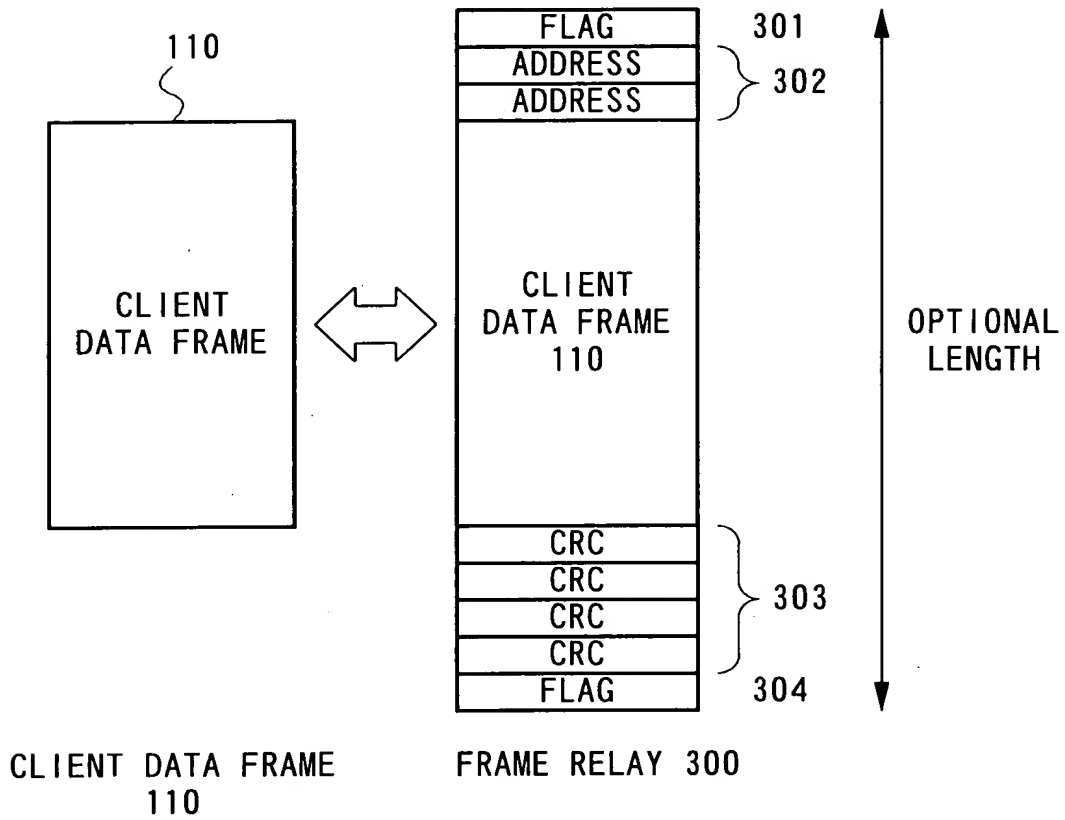 110
CLIENT
DATA FRAME
CLIENT DATA FRAME
110
FLAG 301
ADDRESS
ADDRESS
302
CLIENT
DATA FRAME
110
CRC
CRC
CRC
CRC
303
FLAG 304
FRAME RELAY 300
OPTIONAL
LENGTH